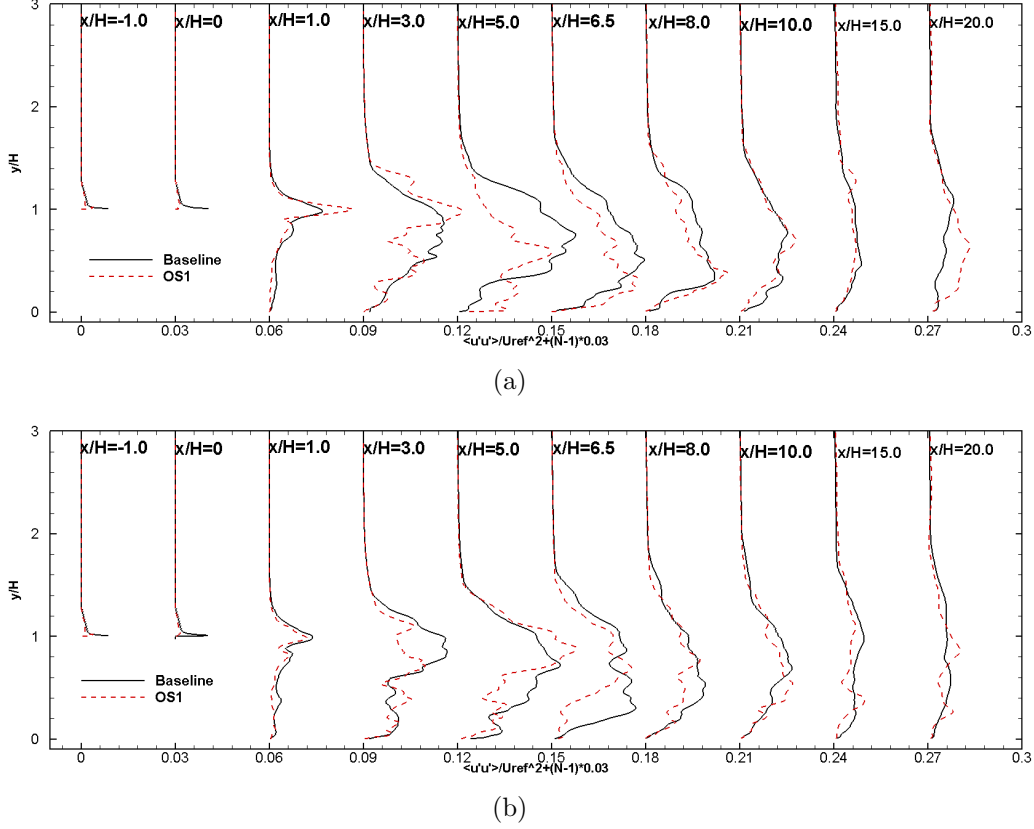 3
x/H=-1.0 x/H=0 x/H=1.0 x/H=3.0 x/H=5.0 x/H=6.5 x/H=8.0 x/H=10.0 x/H=15.0 x/H=20.0
2
y/H
1
Baseline
OS1
0
0 0.03 0.06 0.09 0.12 0.15 0.18 0.21 0.24 0.27 0.3
<u'u'>/Uref^2+(N-1)*0.03
(a)
3
x/H=-1.0 x/H=0 x/H=1.0 x/H=3.0 x/H=5.0 x/H=6.5 x/H=8.0 x/H=10.0 x/H=15.0 x/H=20.0
2
y/H
1
Baseline
OS1
0
0 0.03 0.06 0.09 0.12 0.15 0.18 0.21 0.24 0.27 0.3
<u'u'>/Uref^2+(N-1)*0.03
(b)